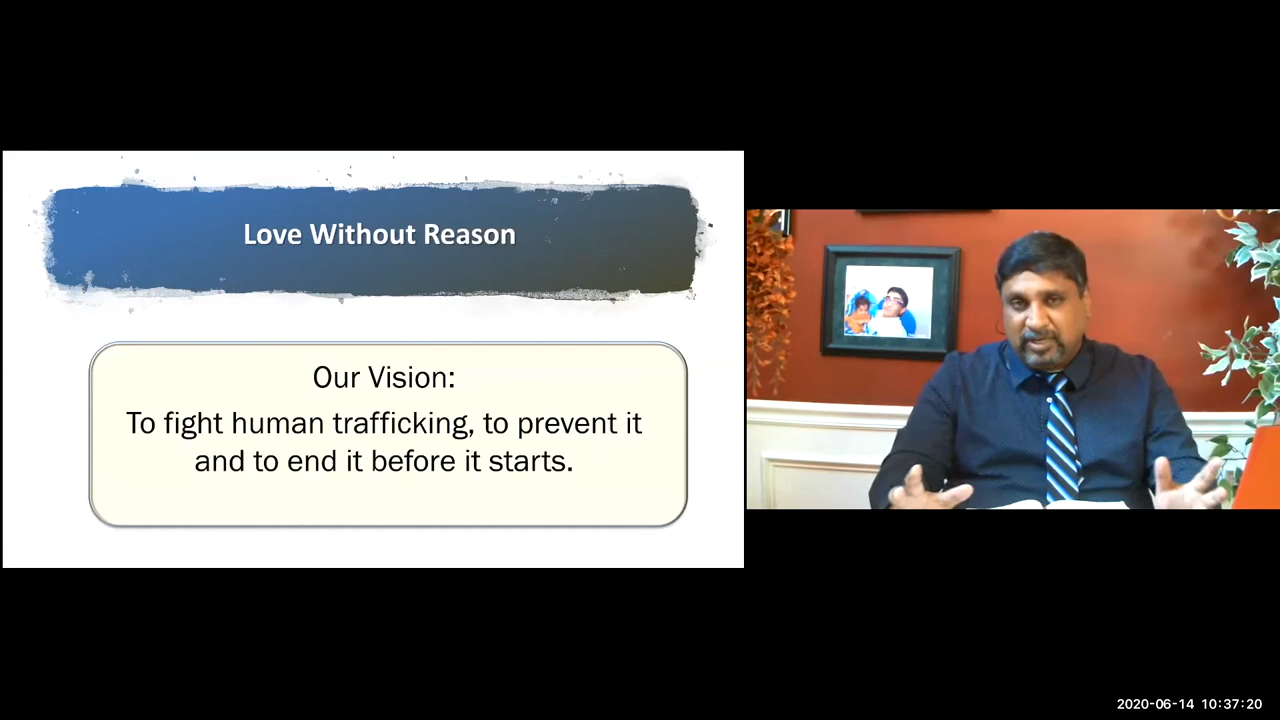 Love Without Reason
Our Vision:
To fight human trafficking, to prevent it
and to end it before it starts.
2020-06-14 10:37:20